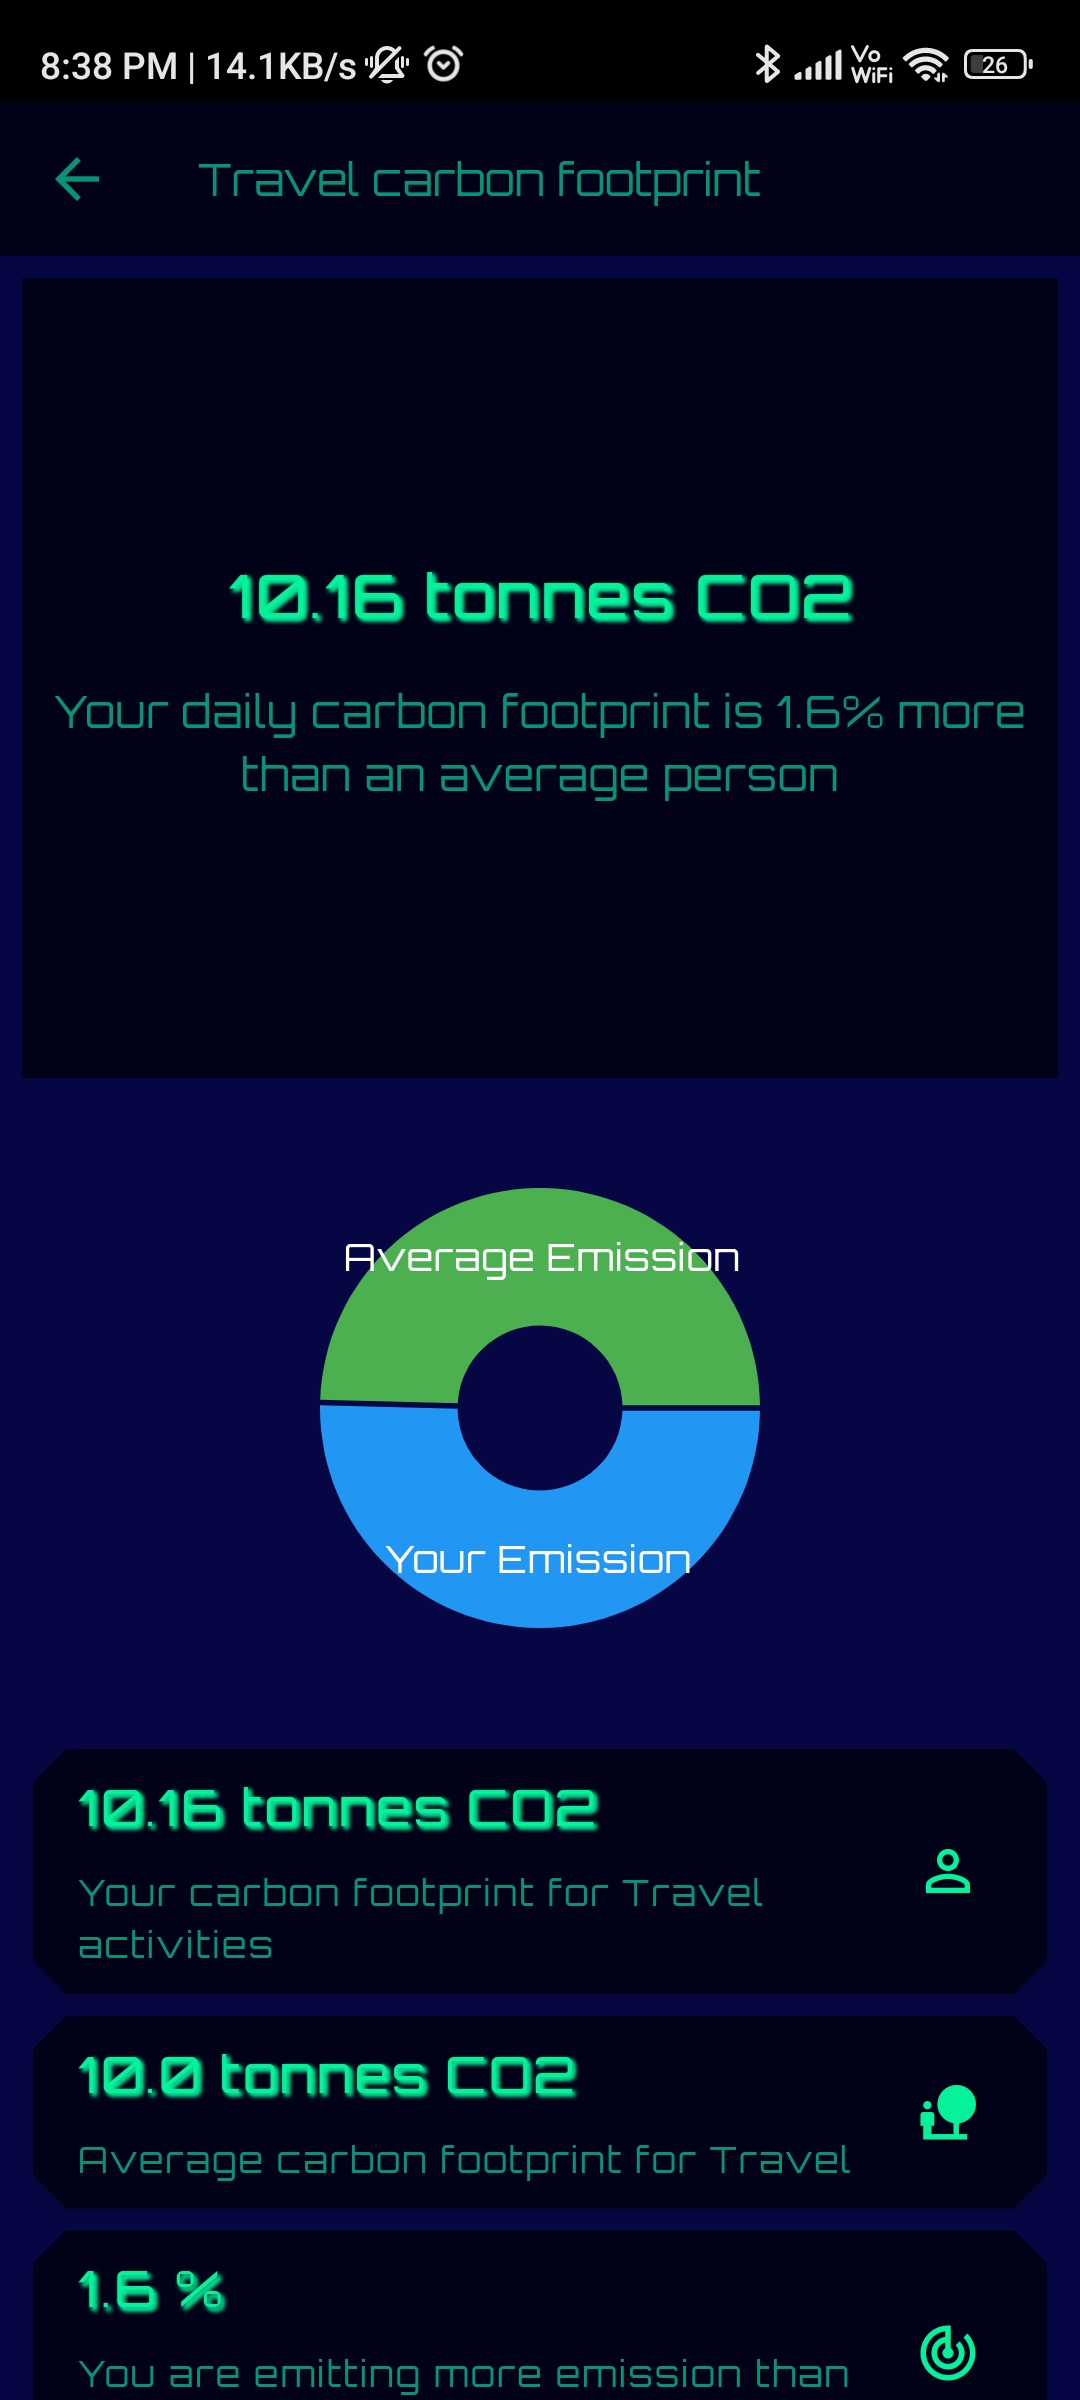 8:38 PM | 14.1KB/s Vo WiFi 26
Travel carbon footprint
10.16 tonnes CO2
Your daily carbon footprint is 1.6% more
than an average person
Average Emission
Your Emission
10.16 tonnes CO2
Your carbon footprint for Travel
activities
10.0 tonnes CO2
Average carbon footprint for Travel
1.6 %
You are emitting more emission than